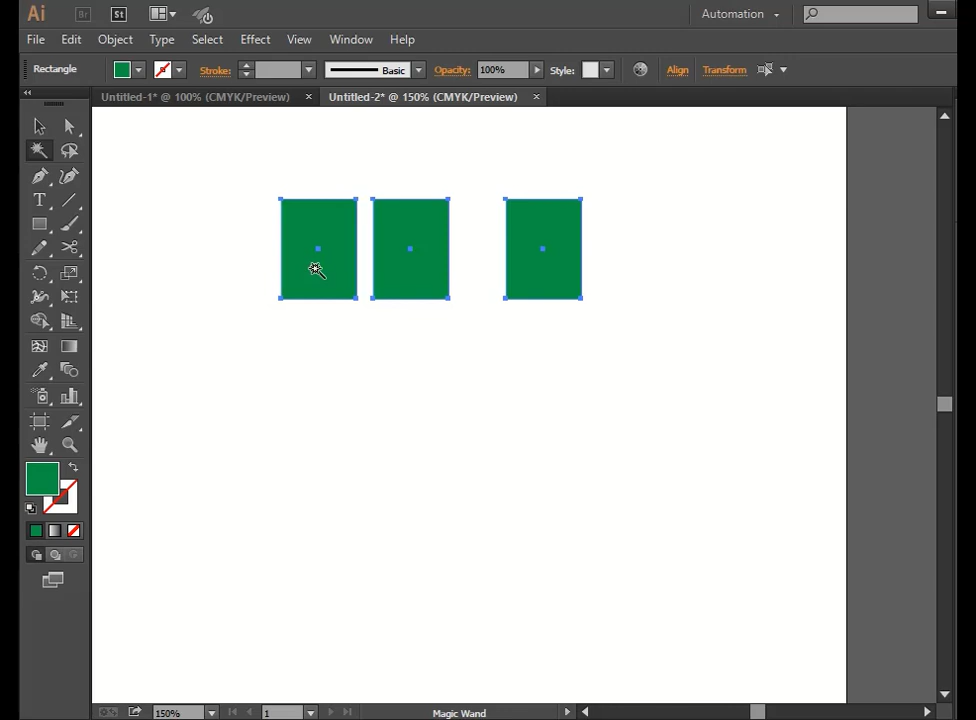 Ai Br St Automation
File Edit Object Type Select Effect View Window Help
Rectangle Stroke: Basic Opacity: 100% Style: Align Transform
Untitled-1* @ 100% (CMYK/Preview) × Untitled-2* @ 150% (CMYK/Preview) ×
T
150% 1 Magic Wand